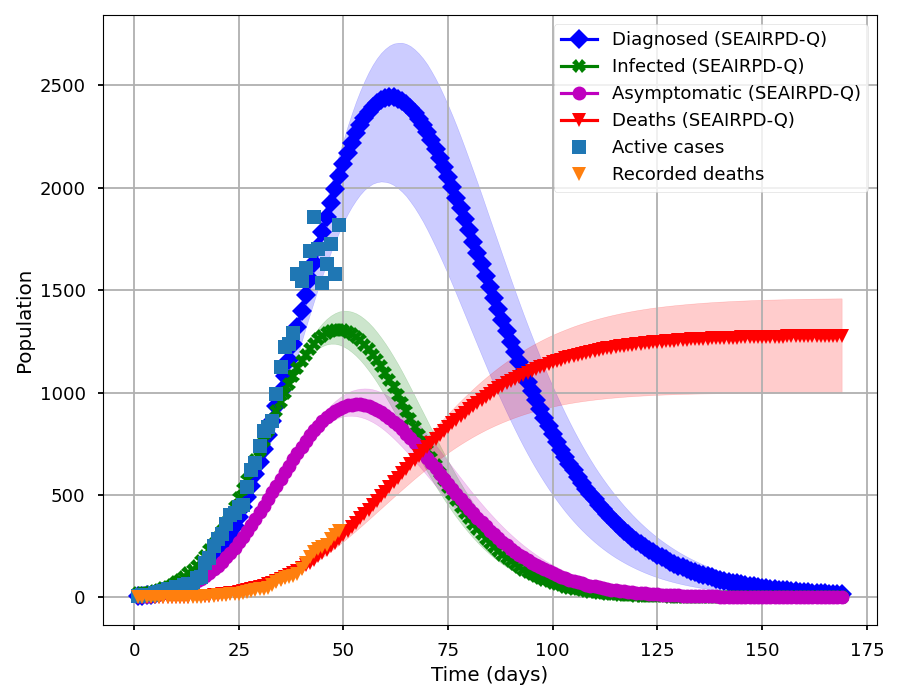 Diagnosed (SEAIRPD-Q)
Infected (SEAIRPD-Q)
Asymptomatic (SEAIRPD-Q)
Deaths (SEAIRPD-Q)
Active cases
Recorded deaths
Population
2500
2000
1500
1000
500
0
0 25 50 75 100 125 150 175
Time (days)